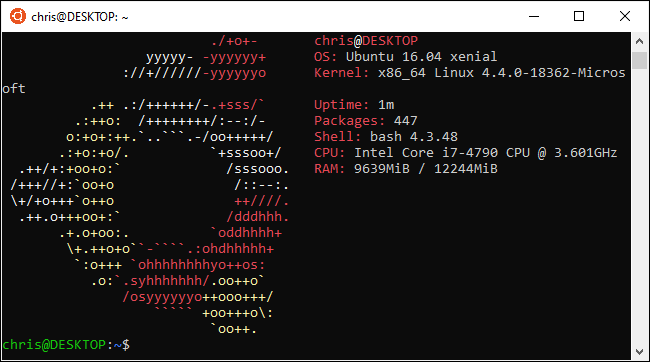 chris@DESKTOP: ~
./+o+- chris@DESKTOP
yyyyy- -yyyyyy+ OS: Ubuntu 16.04 xenial
://+//////-yyyyyyo Kernel: x86_64 Linux 4.4.0-18362-Micros
oft
.++ .:/++++++/-.+sss/` Uptime: 1m
.:++o: /++++++++/:--:/- Packages: 447
o:+o+:++.`..```.-/oo+++++/ Shell: bash 4.3.48
.:+o:+o/. `+sssoo+/ CPU: Intel Core i7-4790 CPU @ 3.601GHz
.++/+:+oo+o:` /sssooo. RAM: 9639MiB / 12244MiB
/+++//+:`oo+o /::--:.
\+/+o+++`o++o ++////.
.++.o+++oo+:` /dddhhh.
.+.o+oo:. `oddhhhh+
\+.++o+o``-````.:ohdhhhhh+
`:o+++ `ohhhhhhhhyo++os:
.o:`.syhhhhhhh/.oo++o`
/osyyyyyyo++ooo+++/
````` +oo+++o\:
`oo++.
chris@DESKTOP:~$